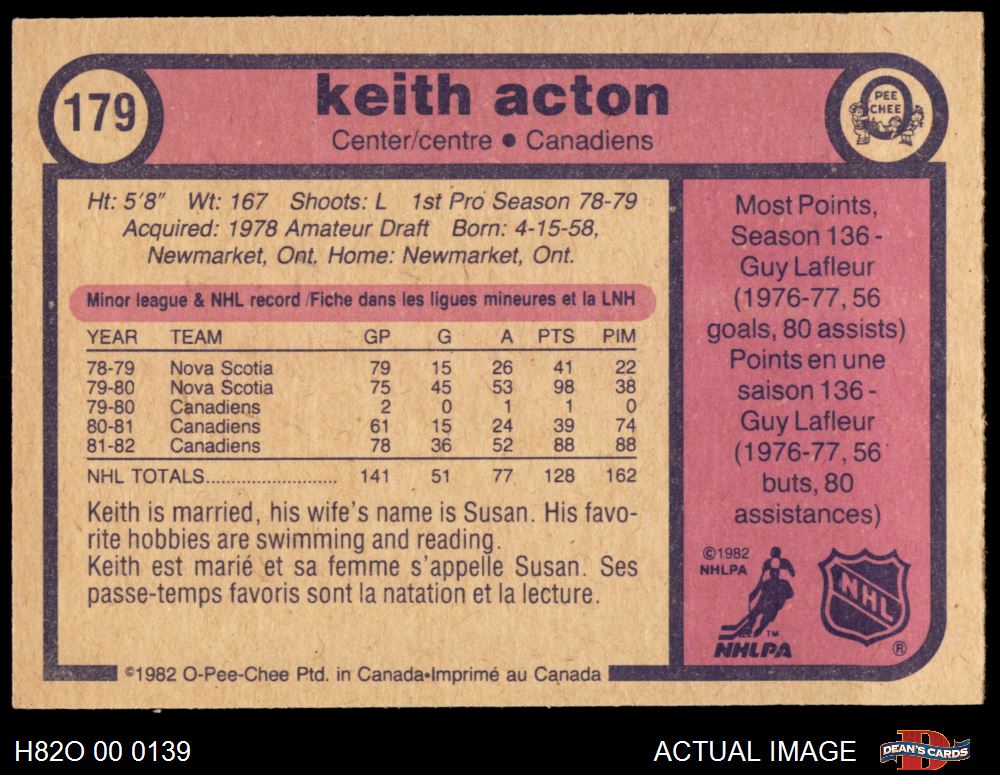 179
keith acton
Center/centre • Canadiens
PEE
CHEE
Ht: 5'8" Wt: 167 Shoots: L 1st Pro Season 78-79
Acquired: 1978 Amateur Draft Born: 4-15-58,
Newmarket, Ont. Home: Newmarket, Ont.
Minor league & NHL record /Fiche dans les ligues mineures et la LNH
YEAR TEAM GP G A PTS PIM
78-79 Nova Scotia 79 15 26 41 22
79-80 Nova Scotia 75 45 53 98 38
79-80 Canadiens 2 0 1 1 0
80-81 Canadiens 61 15 24 39 74
81-82 Canadiens 78 36 52 88 88
NHL TOTALS........................ 141 51 77 128 162
Keith is married, his wife's name is Susan. His favo-
rite hobbies are swimming and reading.
Keith est marié et sa femme s'appelle Susan. Ses
passe-temps favoris sont la natation et la lecture.
Most Points,
Season 136 -
Guy Lafleur
(1976-77, 56
goals, 80 assists)
Points en une
saison 136 -
Guy Lafleur
(1976-77, 56
buts, 80
assistances)
©1982
NHLPA
TM
NHLPA
NHL
®
©1982 O-Pee-Chee Ptd. in Canada•Imprimé au Canada
H82O 00 0139
ACTUAL IMAGE
D
DEAN'S CARDS